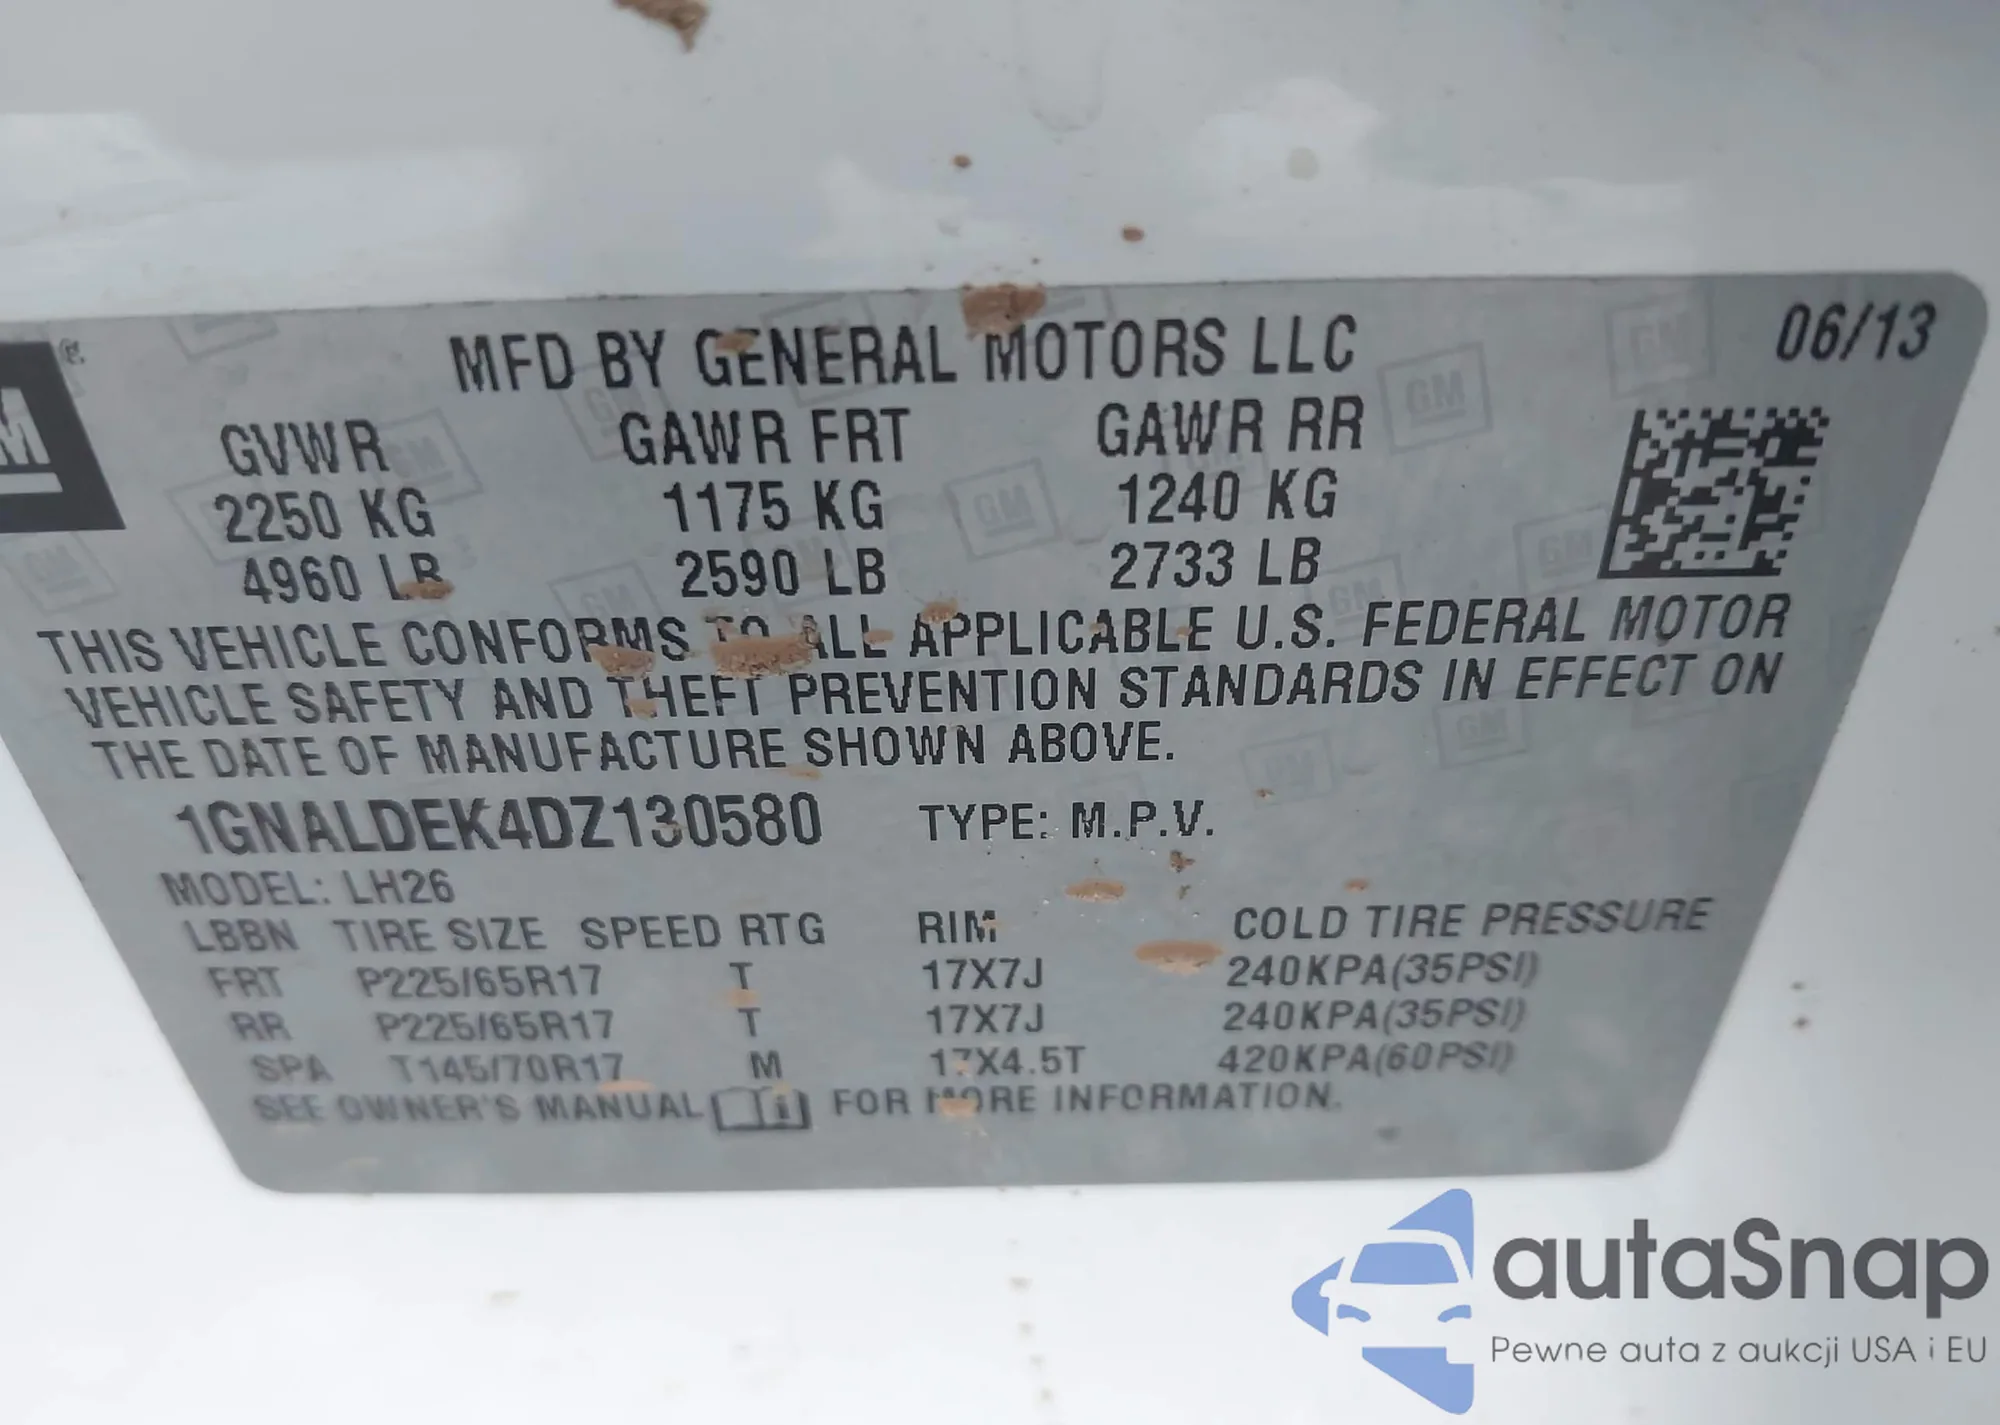 MFD BY GENERAL MOTORS LLC 06/13
GVWR GAWR FRT GAWR RR
2250 KG 1175 KG 1240 KG
4960 LB 2590 LB 2733 LB
THIS VEHICLE CONFORMS TO ALL APPLICABLE U.S. FEDERAL MOTOR
VEHICLE SAFETY AND THEFT PREVENTION STANDARDS IN EFFECT ON
THE DATE OF MANUFACTURE SHOWN ABOVE.
1GNALDEK4DZ130580 TYPE: M.P.V.
MODEL: LH26
LBBN TIRE SIZE SPEED RTG RIM COLD TIRE PRESSURE
FRT P225/65R17 T 17X7J 240KPA(35PSI)
RR P225/65R17 T 17X7J 240KPA(35PSI)
SPA T145/70R17 M 17X4.5T 420KPA(60PSI)
SEE OWNER'S MANUAL FOR MORE INFORMATION.
autaSnap
Pewne auta z aukcji USA i EU